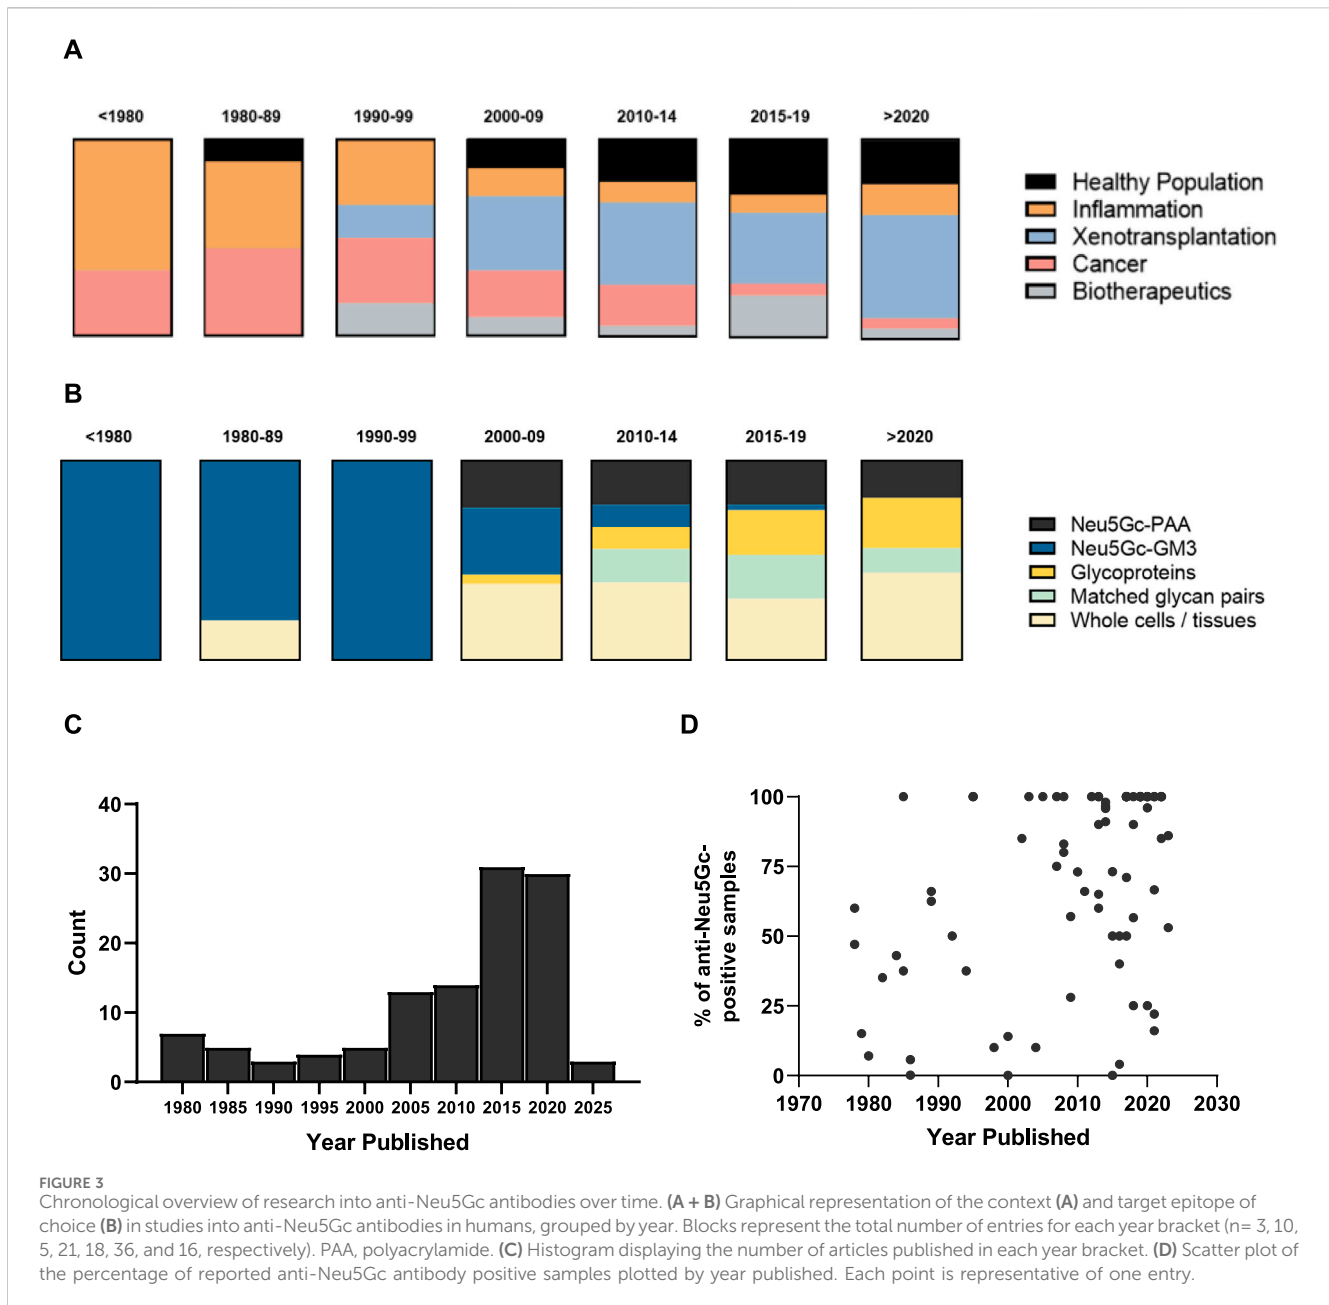 A
<1980 1980-89 1990-99 2000-09 2010-14 2015-19 >2020
Healthy Population
Inflammation
Xenotransplantation
Cancer
Biotherapeutics
B
<1980 1980-89 1990-99 2000-09 2010-14 2015-19 >2020
Neu5Gc-PAA
Neu5Gc-GM3
Glycoproteins
Matched glycan pairs
Whole cells / tissues
C
40
30
20
10
0
Count
1980 1985 1990 1995 2000 2005 2010 2015 2020 2025
Year Published
D
100
75
50
25
0
% of anti-Neu5Gc-
positive samples
1970 1980 1990 2000 2010 2020 2030
Year Published
FIGURE 3
Chronological overview of research into anti-Neu5Gc antibodies over time. (A + B) Graphical representation of the context (A) and target epitope of
choice (B) in studies into anti-Neu5Gc antibodies in humans, grouped by year. Blocks represent the total number of entries for each year bracket (n= 3, 10,
5, 21, 18, 36, and 16, respectively). PAA, polyacrylamide. (C) Histogram displaying the number of articles published in each year bracket. (D) Scatter plot of
the percentage of reported anti-Neu5Gc antibody positive samples plotted by year published. Each point is representative of one entry.